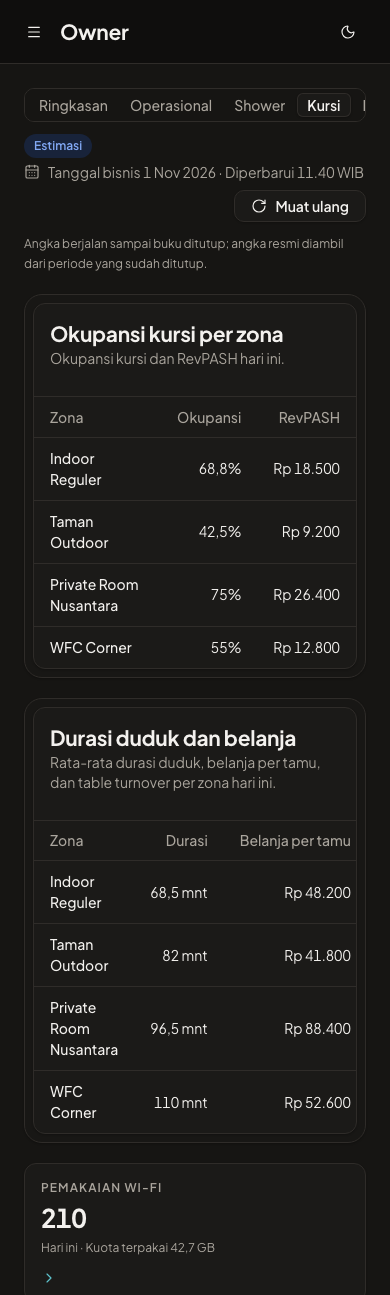 Owner
Ringkasan Operasional Shower Kursi
Estimasi
Tanggal bisnis 1 Nov 2026 · Diperbarui 11.40 WIB
Muat ulang
Angka berjalan sampai buku ditutup; angka resmi diambil
dari periode yang sudah ditutup.
Okupansi kursi per zona
Okupansi kursi dan RevPASH hari ini.
Zona Okupansi RevPASH
Indoor
Reguler 68,8% Rp 18.500
Taman
Outdoor 42,5% Rp 9.200
Private Room
Nusantara 75% Rp 26.400
WFC Corner 55% Rp 12.800
Durasi duduk dan belanja
Rata-rata durasi duduk, belanja per tamu,
dan table turnover per zona hari ini.
Zona Durasi Belanja per tamu
Indoor
Reguler 68,5 mnt Rp 48.200
Taman
Outdoor 82 mnt Rp 41.800
Private
Room
Nusantara 96,5 mnt Rp 88.400
WFC
Corner 110 mnt Rp 52.600
PEMAKAIAN WI-FI
210
Hari ini · Kuota terpakai 42,7 GB